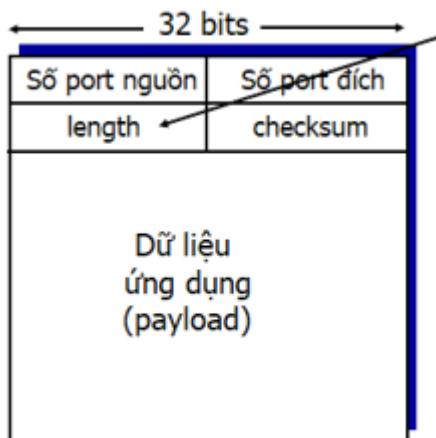 32 bits
Số port nguồn Số port đích
length checksum
Dữ liệu
ứng dụng
(payload)